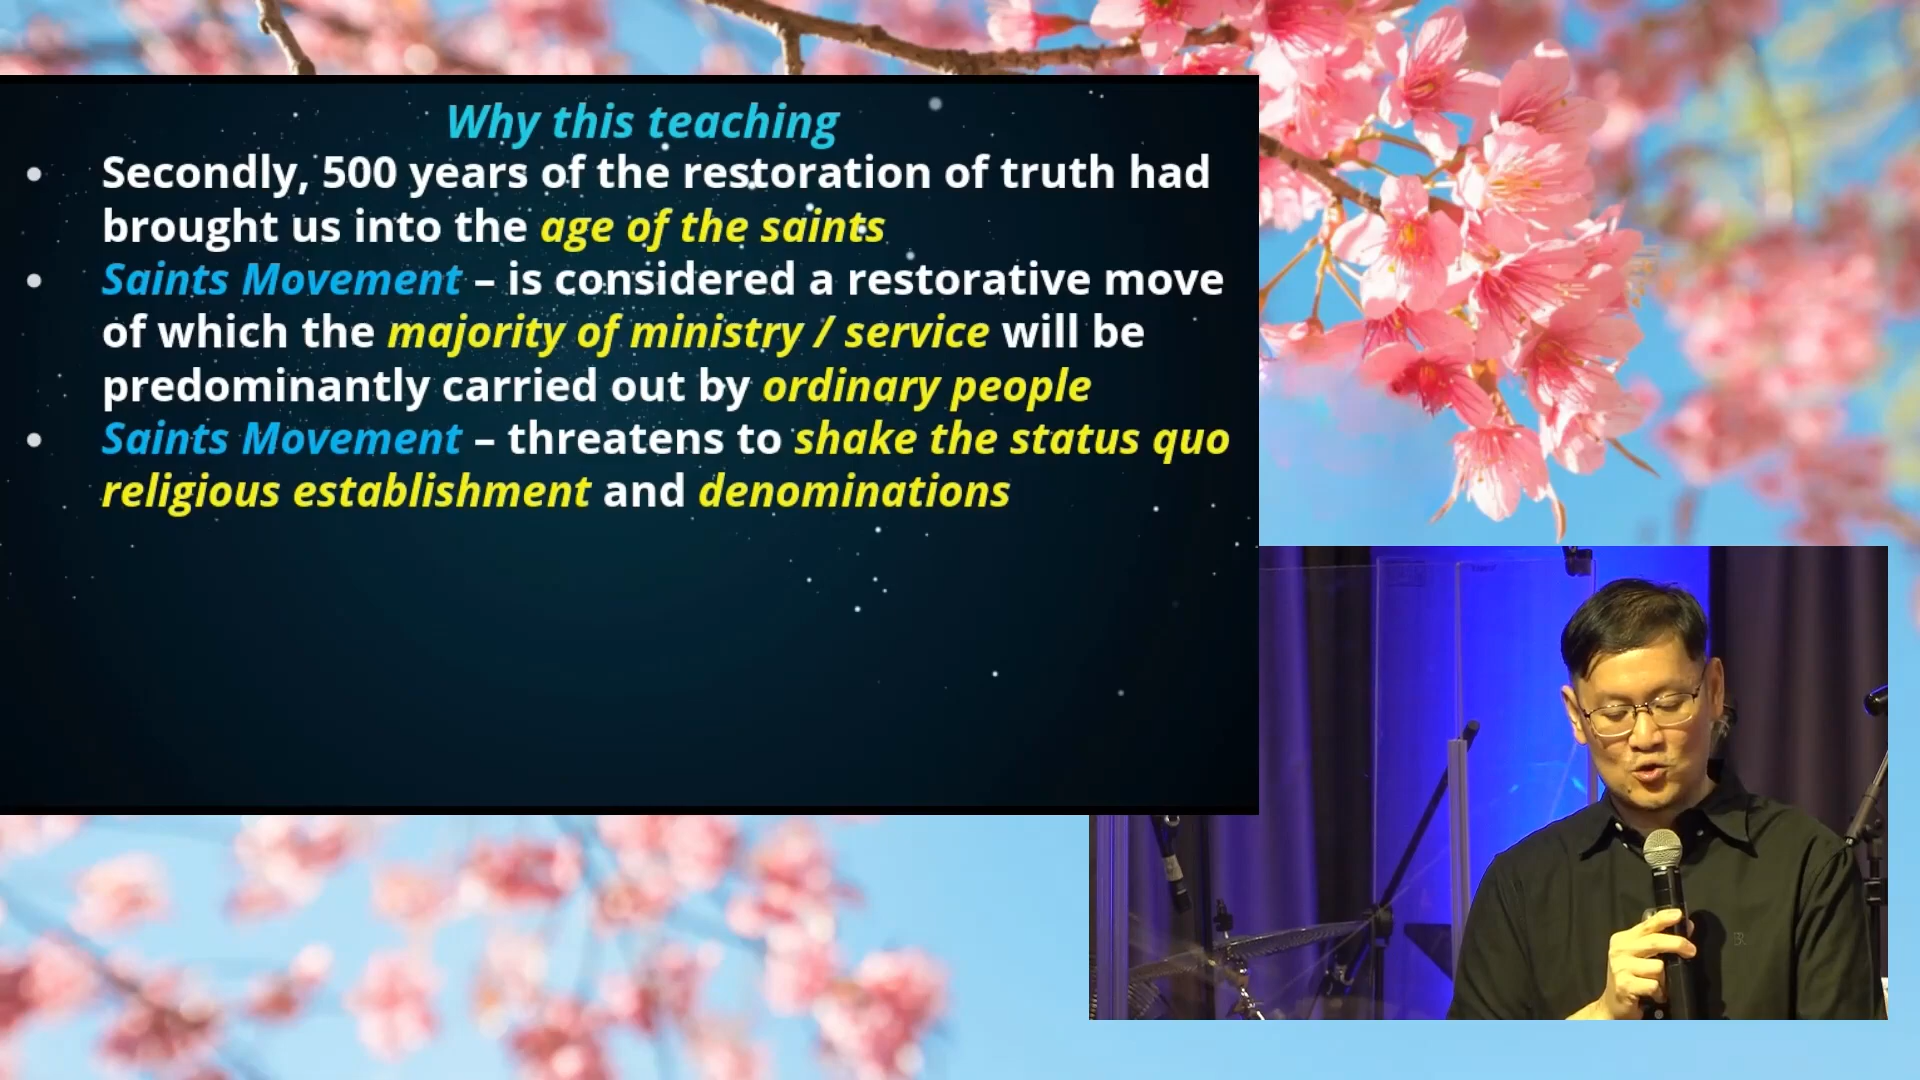 Why this teaching
• Secondly, 500 years of the restoration of truth had
brought us into the age of the saints
• Saints Movement – is considered a restorative move
of which the majority of ministry / service will be
predominantly carried out by ordinary people
• Saints Movement – threatens to shake the status quo
religious establishment and denominations